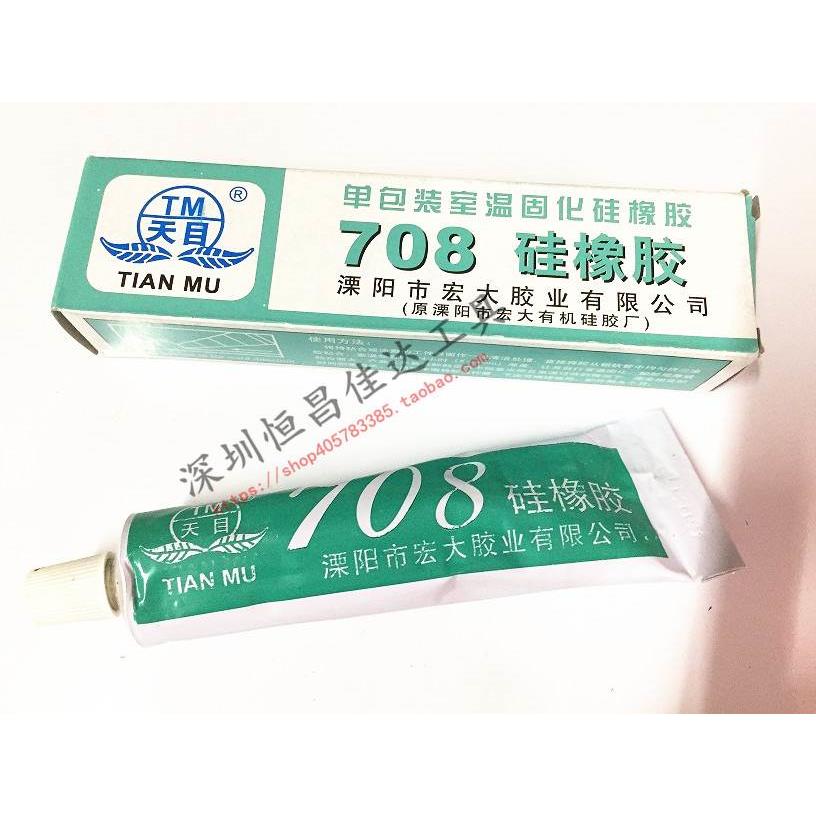 TM
天目
®
TIAN MU
单包装室温固化硅橡胶
708 硅橡胶
溧阳市宏大胶业有限公司
(原溧阳市宏大有机硅胶厂)
使用方法:
深圳恒昌佳达工具
https://shop405783385.taobao.com
TM
天目
TIAN MU
708 硅橡胶
溧阳市宏大胶业有限公司